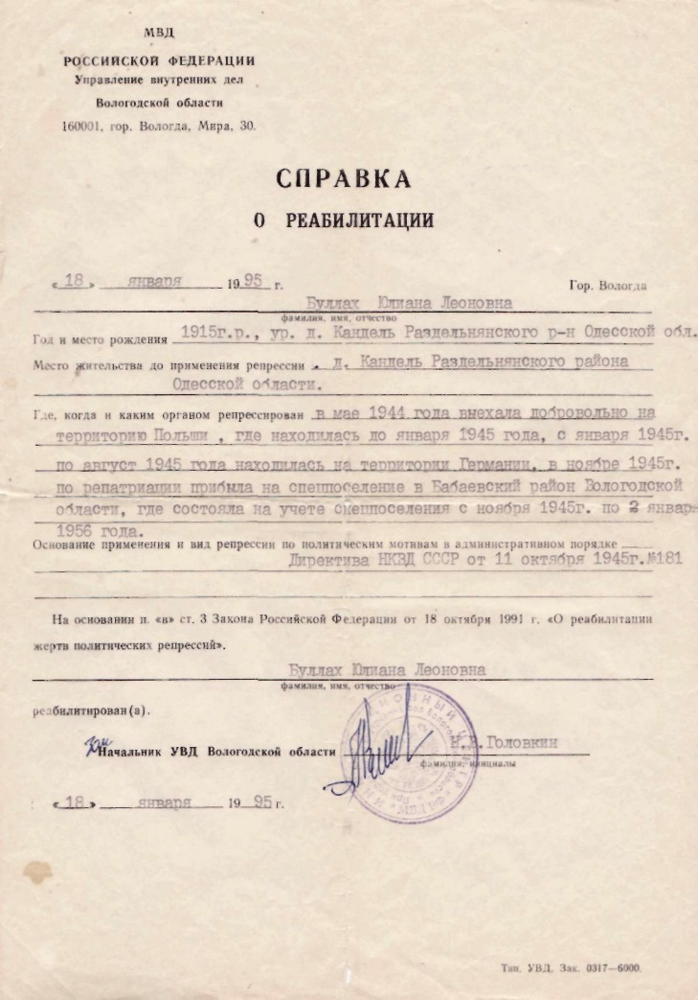 МВД
РОССИЙСКОЙ ФЕДЕРАЦИИ
Управление внутренних дел
Вологодской области
160001, гор. Вологда, Мира, 30.
СПРАВКА
О РЕАБИЛИТАЦИИ
«18» января 1995 г. Гор. Вологда
Буллах Юлиана Леоновна
фамилия, имя, отчество
Год и место рождения 1915г.р., ур. д. Кандель Раздельнянского р-н Одесской обл.
Место жительства до применения репрессии . д. Кандель Раздельнянского района
Одесской области.
Где, когда и каким органом репрессирован в мае 1944 года выехала добровольно на
территорию Польши , где находилась до января 1945 года, с января 1945г.
по август 1945 года находилась на территории Германии, в ноябре 1945г.
по репатриации прибыла на спецпоселение в Бабаевский район Вологодской
области, где состояла на учете спецпоселения с ноября 1945г. по 2 январ-
1956 года.
Основание применения и вид репрессии по политическим мотивам в административном порядке
Директива НКВД СССР от 11 октября 1945г.№181
На основании п. «в» ст. 3 Закона Российской Федерации от 18 октября 1991 г. «О реабилитации
жертв политических репрессий».
Буллах Юлиана Леоновна
фамилия, имя, отчество
реабилитирован(а).
Зам Начальник УВД Вологодской области Н.В.Головкин
фамилия, инициалы
«18» января 1995 г.
Тип. УВД. Зак. 0317—6000.